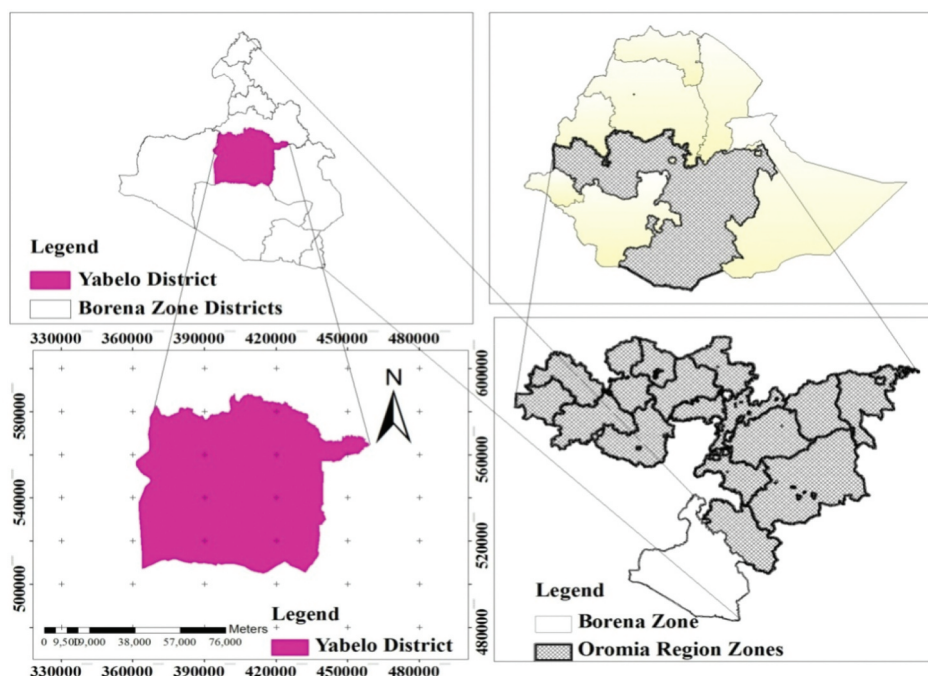 Legend
Yabelo District
Borena Zone Districts
330000 360000 390000 420000 450000 480000
600000
580000
560000
540000
520000
500000
480000
N
Legend
Yabelo District
Meters
0 9,500 19,000 38,000 57,000 76,000
330000 360000 390000 420000 450000 480000
Legend
Borena Zone
Oromia Region Zones